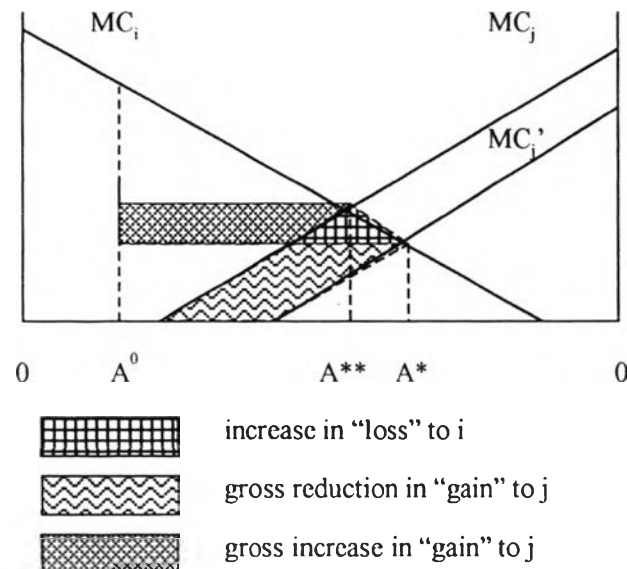 MCᵢ MCⱼ
MCⱼ’
0 A⁰ A** A* 0
increase in “loss” to i
gross reduction in “gain” to j
gross increase in “gain” to j